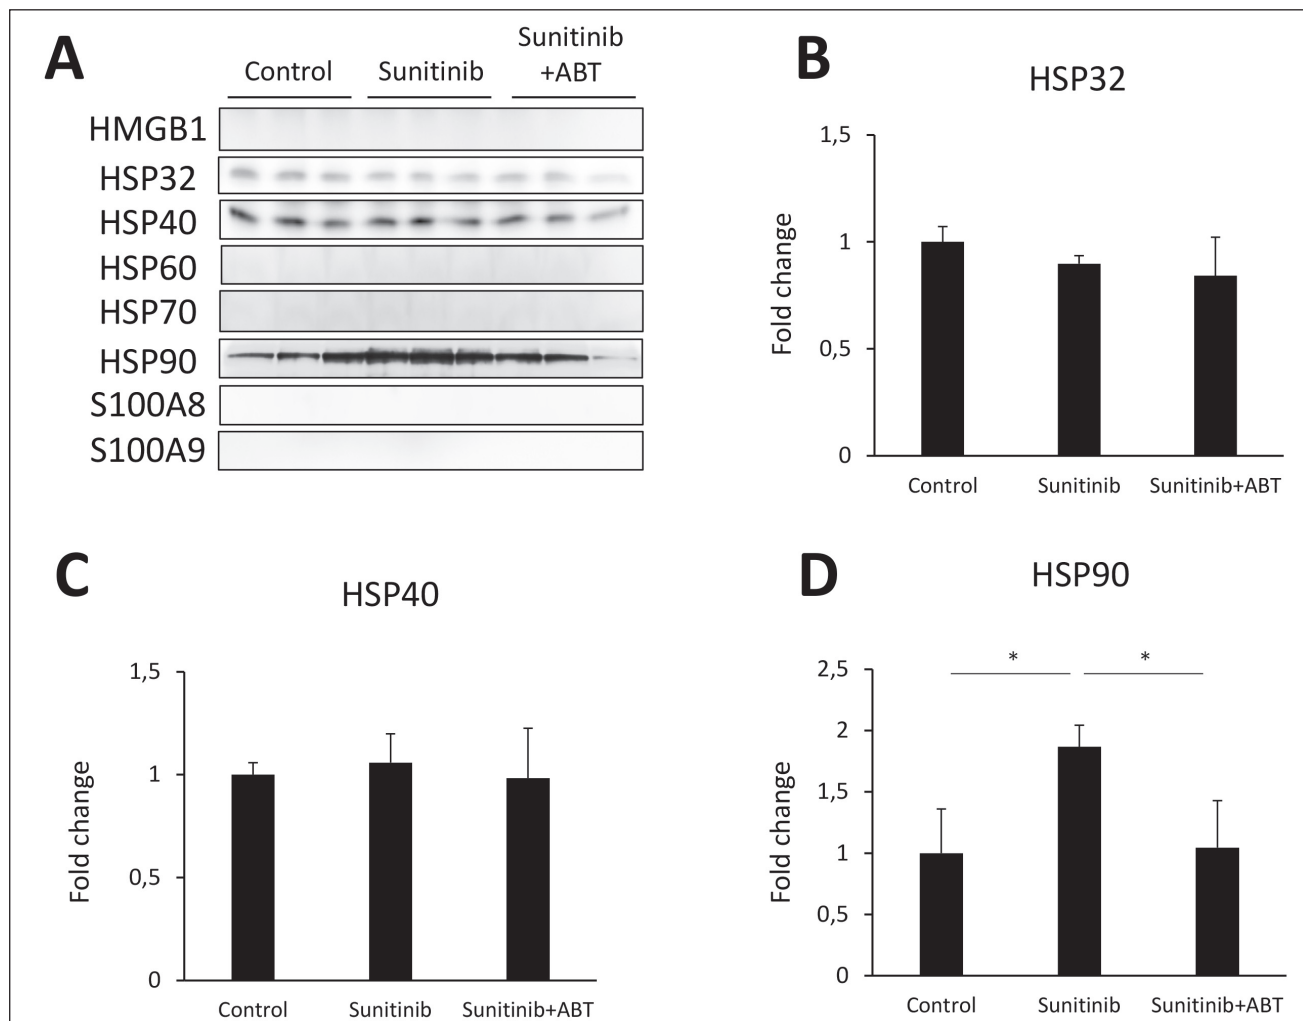 A
Control
Sunitinib
Sunitinib
+ABT
HMGB1
HSP32
HSP40
HSP60
HSP70
HSP90
S100A8
S100A9
B
HSP32
Fold change
1,5
1
0,5
0
Control
Sunitinib
Sunitinib+ABT
C
HSP40
Fold change
1,5
1
0,5
0
Control
Sunitinib
Sunitinib+ABT
D
HSP90
*
*
Fold change
2,5
2
1,5
1
0,5
0
Control
Sunitinib
Sunitinib+ABT